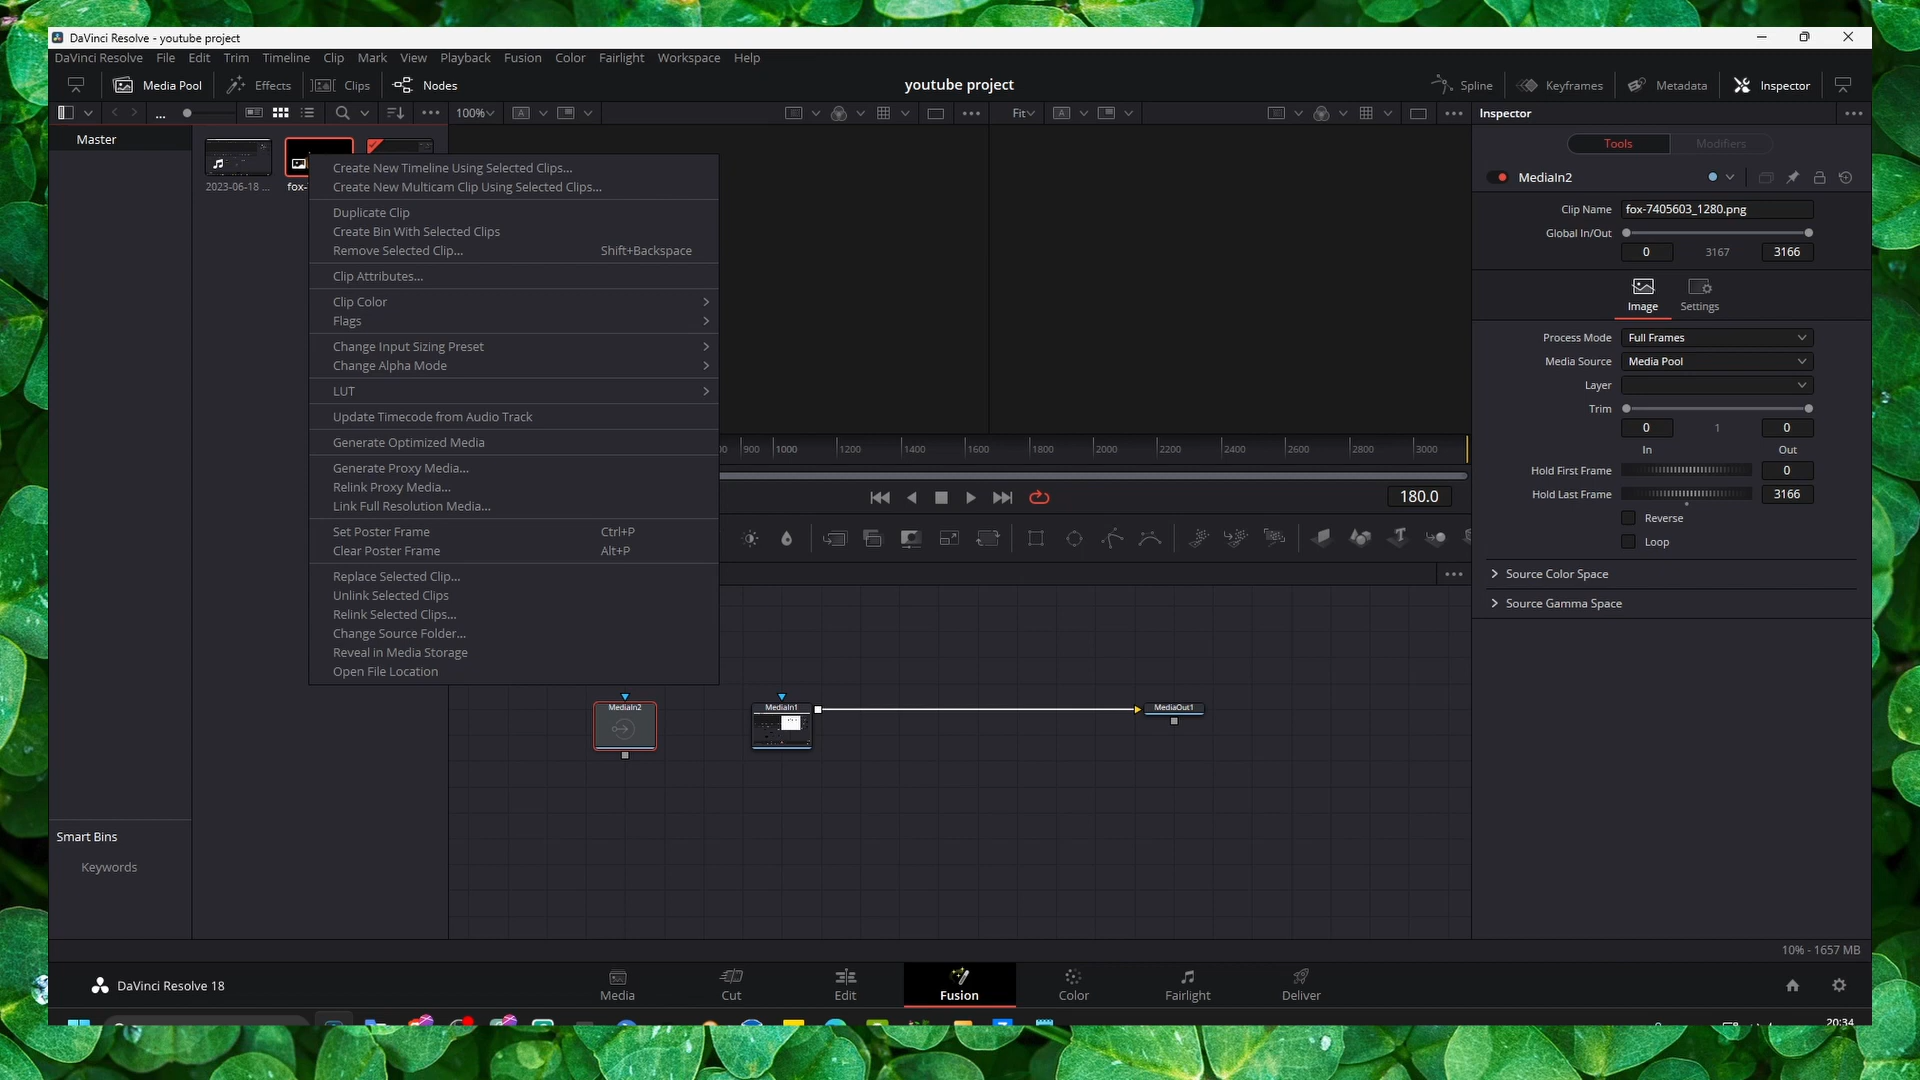 DaVinci Resolve - youtube project
DaVinci Resolve File Edit Trim Timeline Clip Mark View Playback Fusion Color Fairlight Workspace Help
Media Pool Effects Clips Nodes youtube project Spline Keyframes Metadata Inspector
... 100% A Fit A Inspector
Master
2023-06-18 ... fox-
Create New Timeline Using Selected Clips...
Create New Multicam Clip Using Selected Clips...
Duplicate Clip
Create Bin With Selected Clips
Remove Selected Clip... Shift+Backspace
Clip Attributes...
Clip Color
Flags
Change Input Sizing Preset
Change Alpha Mode
LUT
Update Timecode from Audio Track
Generate Optimized Media
Generate Proxy Media...
Relink Proxy Media...
Link Full Resolution Media...
Set Poster Frame Ctrl+P
Clear Poster Frame Alt+P
Replace Selected Clip...
Unlink Selected Clips
Relink Selected Clips...
Change Source Folder...
Reveal in Media Storage
Open File Location
900 1000 1200 1400 1600 1800 2000 2200 2400 2600 2800 3000
180.0
MediaIn2 MediaIn1 MediaOut1
Tools Modifiers
MediaIn2
Clip Name fox-7405603_1280.png
Global In/Out
0 3167 3166
Image Settings
Process Mode Full Frames
Media Source Media Pool
Layer
Trim
0 1 0
In Out
Hold First Frame 0
Hold Last Frame 3166
Reverse
Loop
Source Color Space
Source Gamma Space
Smart Bins
Keywords
10% - 1657 MB
DaVinci Resolve 18 Media Cut Edit Fusion Color Fairlight Deliver
20:34